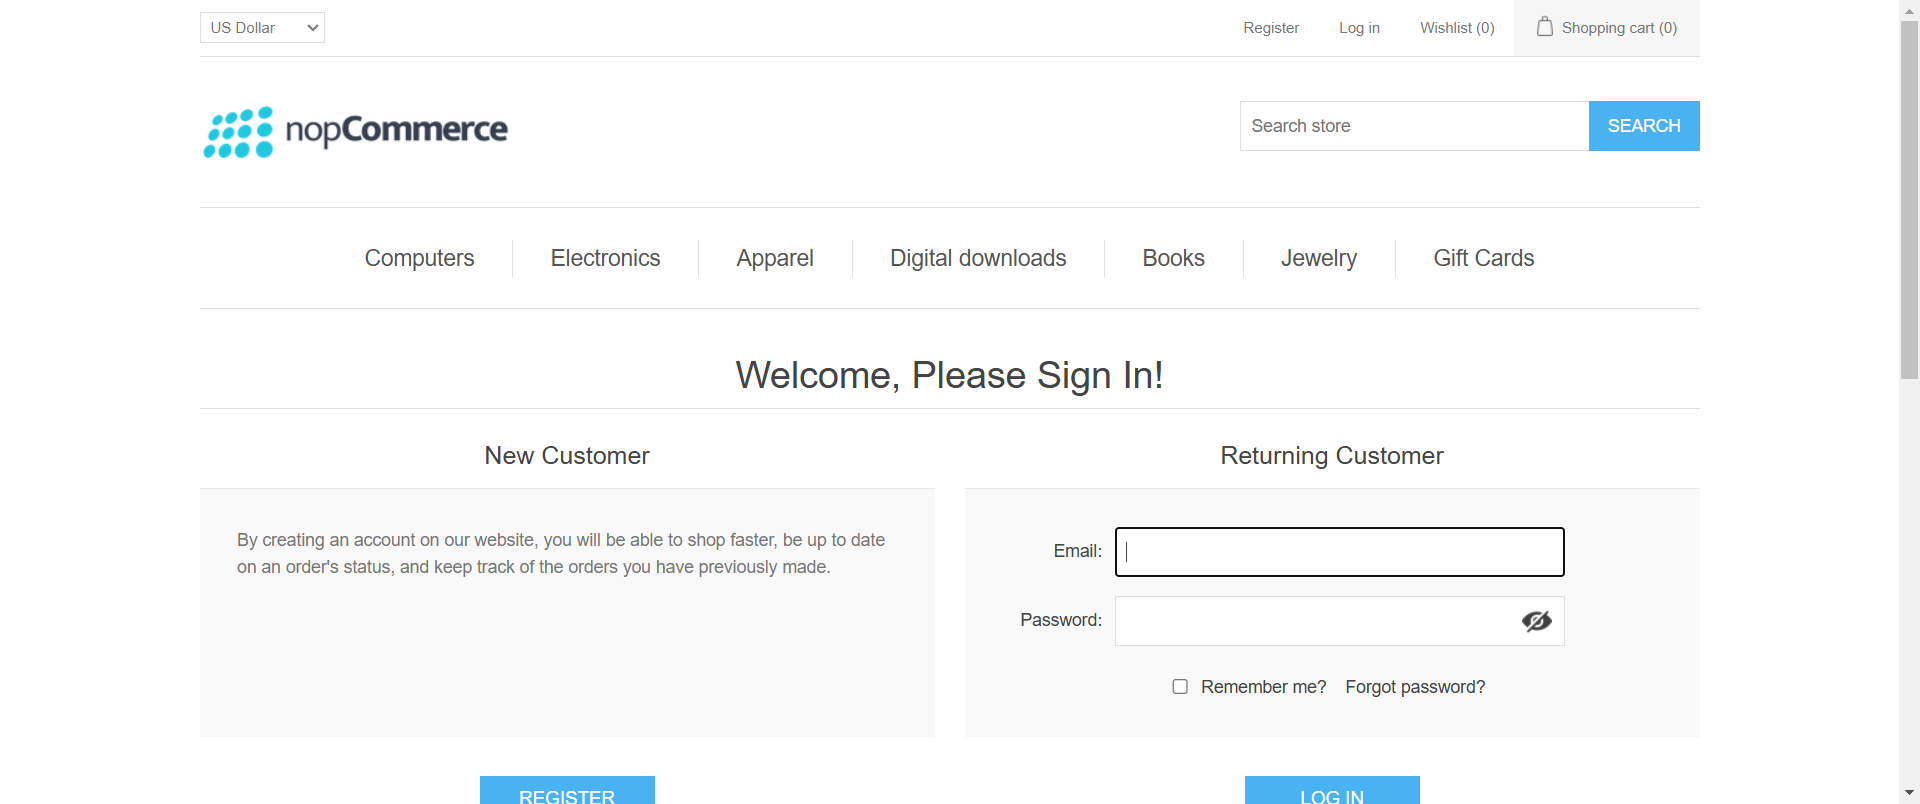 US Dollar
Register
Log in
Wishlist (0)
Shopping cart (0)
nopCommerce
Search store
SEARCH
Computers
Electronics
Apparel
Digital downloads
Books
Jewelry
Gift Cards
Welcome, Please Sign In!
New Customer
By creating an account on our website, you will be able to shop faster, be up to date
on an order's status, and keep track of the orders you have previously made.
REGISTER
Returning Customer
Email:
Password:
Remember me?
Forgot password?
LOG IN